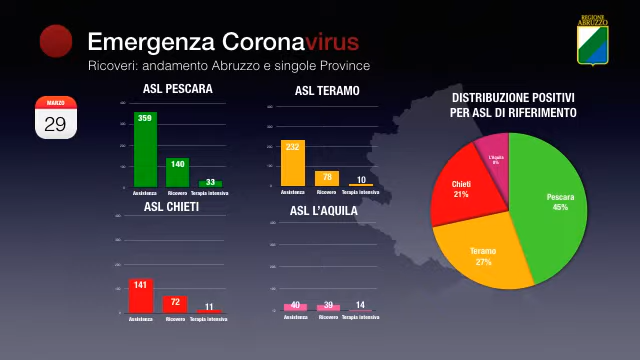 Emergenza Coronavirus
Ricoveri: andamento Abruzzo e singole Province
REGIONE
ABRUZZO
MARZO
29
ASL PESCARA
359
140
33
Assistenza Ricovero Terapia intensiva
ASL TERAMO
232
78
10
Assistenza Ricovero Terapia intensiva
ASL CHIETI
141
72
11
Assistenza Ricovero Terapia intensiva
ASL L'AQUILA
40
39
14
Assistenza Ricovero Terapia intensiva
DISTRIBUZIONE POSITIVI
PER ASL DI RIFERIMENTO
L'Aquila
Chieti
21%
Pescara
45%
Teramo
27%